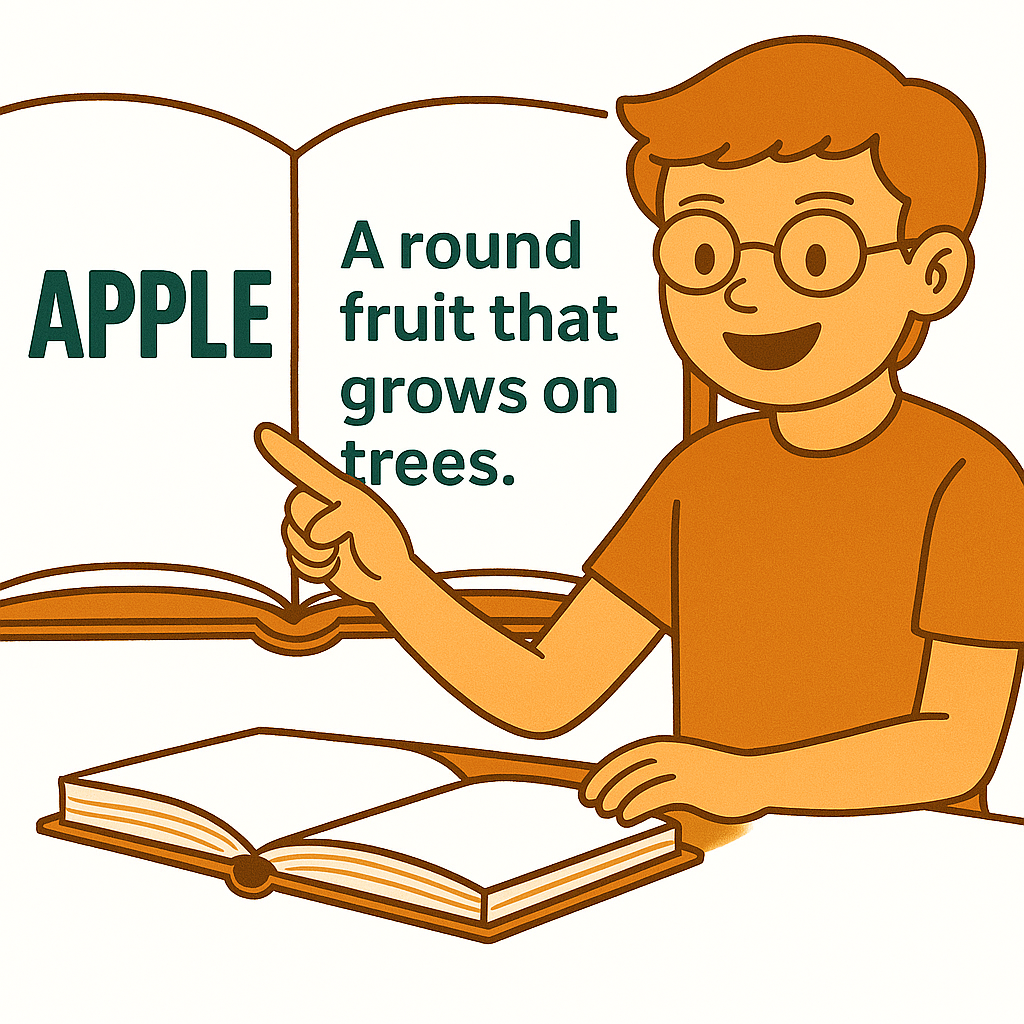 APPLE
A round
fruit that
grows on
trees.